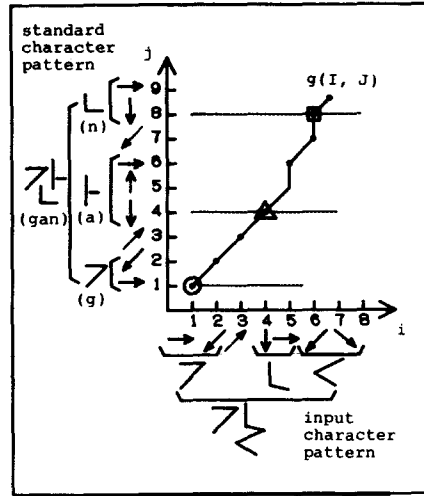 standard
character
pattern
j
g(I, J)
9
8
7
6
5
4
3
2
1
(n)
(a)
(gan)
(g)
1 2 3 4 5 6 7 8
i
input
character
pattern